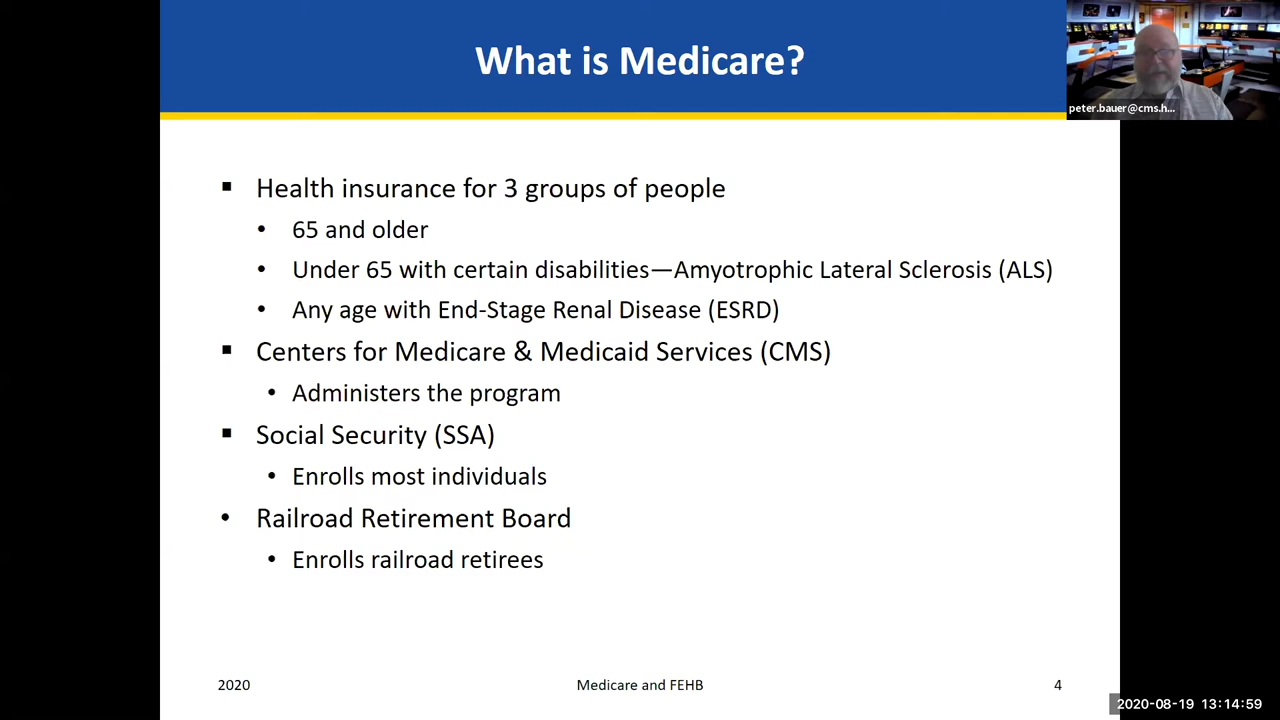 What is Medicare?
peter.bauer@cms.h...
▪ Health insurance for 3 groups of people
• 65 and older
• Under 65 with certain disabilities—Amyotrophic Lateral Sclerosis (ALS)
• Any age with End-Stage Renal Disease (ESRD)
▪ Centers for Medicare & Medicaid Services (CMS)
• Administers the program
▪ Social Security (SSA)
• Enrolls most individuals
• Railroad Retirement Board
• Enrolls railroad retirees
2020 Medicare and FEHB 4
2020-08-19 13:14:59